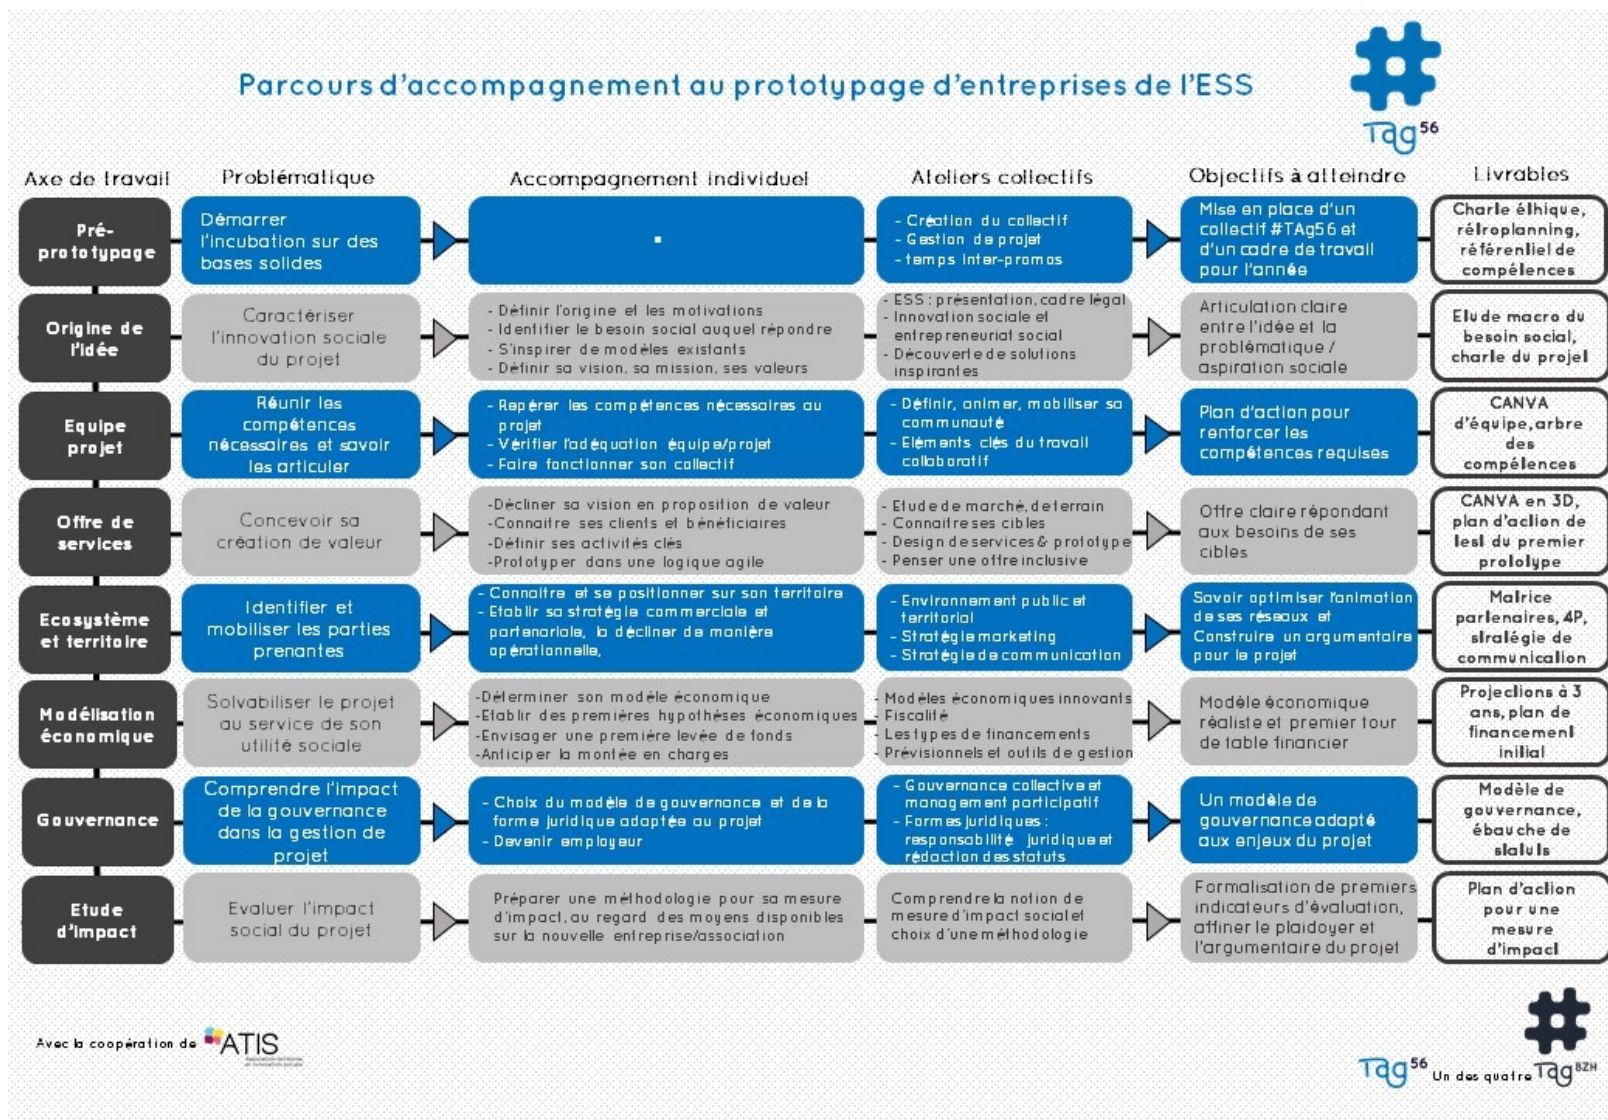 Parcours d'accompagnement au prototypage d'entreprises de l'ESS
#
Tag56
Axe de travail
Problématique
Accompagnement individuel
Ateliers collectifs
Objectifs à atteindre
Livrables
Pré-
prototypage
Démarrer
l'incubation sur des
bases solides
- Création du collectif
- Gestion de projet
- temps inter-promos
Mise en place d'un
collectif #TAg56 et
d'un cadre de travail
pour l'année
Charte éthique,
rétroplanning,
référentiel de
compétences
Origine de
l'idée
Caractériser
l'innovation sociale
du projet
- Définir l'origine et les motivations
- Identifier le besoin social auquel répondre
- S'inspirer de modèles existants
- Définir sa vision, sa mission, ses valeurs
- ESS : présentation, cadre légal
- Innovation sociale et
entrepreneuriat social
- Découverte de solutions
inspirantes
Articulation claire
entre l'idée et la
problématique /
aspiration sociale
Etude macro du
besoin social,
charte du projet
Equipe
projet
Réunir les
compétences
nécessaires et savoir
les articuler
- Repérer les compétences nécessaires au
projet
- Vérifier l'adéquation équipe/projet
- Faire fonctionner son collectif
- Définir, animer, mobiliser sa
communauté
- Eléments clés du travail
collaboratif
Plan d'action pour
renforcer les
compétences requises
CANVA
d'équipe, arbre
des
compétences
Offre de
services
Concevoir sa
création de valeur
-Décliner sa vision en proposition de valeur
-Connaitre ses clients et bénéficiaires
-Définir ses activités clés
-Prototyper dans une logique agile
- Etude de marché, de terrain
- Connaitre ses cibles
- Design de services & prototype
- Penser une offre inclusive
Offre claire répondant
aux besoins de ses
cibles
CANVA en 3D,
plan d'action de
test du premier
prototype
Ecosystème
et territoire
Identifier et
mobiliser les parties
prenantes
- Connaitre et se positionner sur son territoire
- Etablir sa stratégie commerciale et
partenariale, la décliner de manière
opérationnelle,
- Environnement public et
territorial
- Stratégie marketing
- Stratégie de communication
Savoir optimiser l'animation
de ses réseaux et
Construire un argumentaire
pour le projet
Matrice
partenaires, 4P,
stratégie de
communication
Modélisation
économique
Solvabiliser le projet
au service de son
utilité sociale
-Déterminer son modèle économique
-Etablir des premières hypothèses économiques
-Envisager une première levée de fonds
-Anticiper la montée en charges
- Modèles économiques innovants
- Fiscalité
- Les types de financements
- Prévisionnels et outils de gestion
Modèle économique
réaliste et premier tour
de table financier
Projections à 3
ans, plan de
financement
initial
Gouvernance
Comprendre l'impact
de la gouvernance
dans la gestion de
projet
- Choix du modèle de gouvernance et de la
forme juridique adaptée au projet
- Devenir employeur
- Gouvernance collective et
management participatif
- Formes juridiques :
responsabilité juridique et
rédaction des statuts
Un modèle de
gouvernance adapté
aux enjeux du projet
Modèle de
gouvernance,
ébauche de
statuts
Etude
d'impact
Evaluer l'impact
social du projet
Préparer une méthodologie pour sa mesure
d'impact, au regard des moyens disponibles
sur la nouvelle entreprise/association
Comprendre la notion de
mesure d'impact social et
choix d'une méthodologie
Formalisation de premiers
indicateurs d'évaluation,
affiner le plaidoyer et
l'argumentaire du projet
Plan d'action
pour une
mesure
d'impact
Avec la coopération de ATIS
#
Tag56 Un des quatre TagBZH